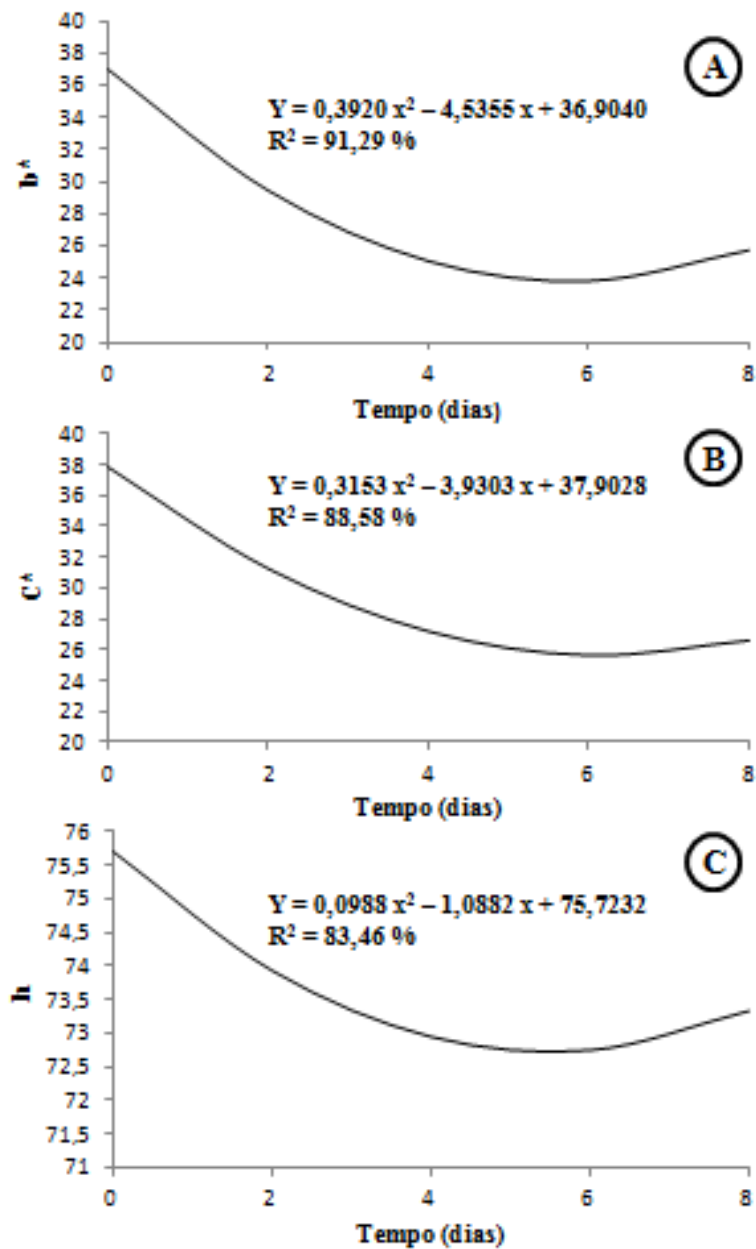 40
38
36
34
32
30
28
26
24
22
20
b*
A
Y = 0,3920 x² – 4,5355 x + 36,9040
R² = 91,29 %
0 2 4 6 8
Tempo (dias)
40
38
36
34
32
30
28
26
24
22
20
C*
B
Y = 0,3153 x² – 3,9303 x + 37,9028
R² = 88,58 %
0 2 4 6 8
Tempo (dias)
76
75,5
75
74,5
74
73,5
73
72,5
72
71,5
71
h
C
Y = 0,0988 x² – 1,0882 x + 75,7232
R² = 83,46 %
0 2 4 6 8
Tempo (dias)